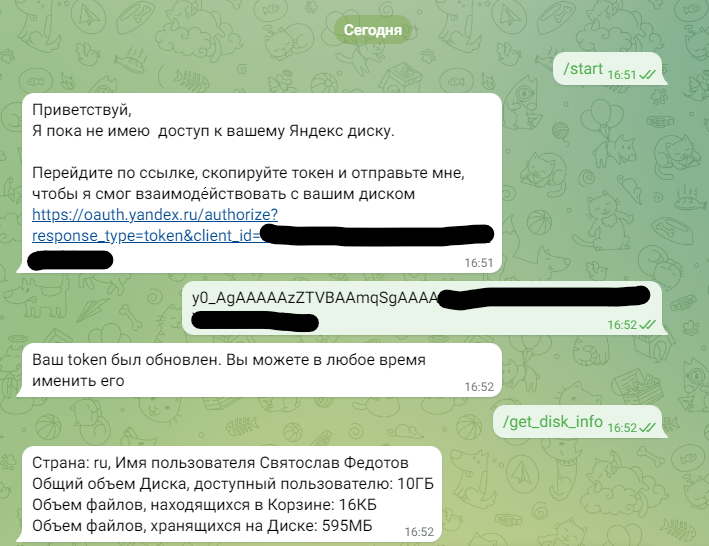 Сегодня
/start 16:51
Приветствуй,
Я пока не имею доступ к вашему Яндекс диску.
Перейдите по ссылке, скопируйте токен и отправьте мне,
чтобы я смог взаимоде́йствовать с вашим диском
https://oauth.yandex.ru/authorize?
response_type=token&client_id=
16:51
y0_AgAAAAAzZTVBAAmqSgAAAA
16:52
Ваш token был обновлен. Вы можете в любое время
именить его
16:52
/get_disk_info 16:52
Страна: ru, Имя пользователя Святослав Федотов
Общий объем Диска, доступный пользователю: 10ГБ
Объем файлов, находящихся в Корзине: 16КБ
Объем файлов, хранящихся на Диске: 595МБ
16:52